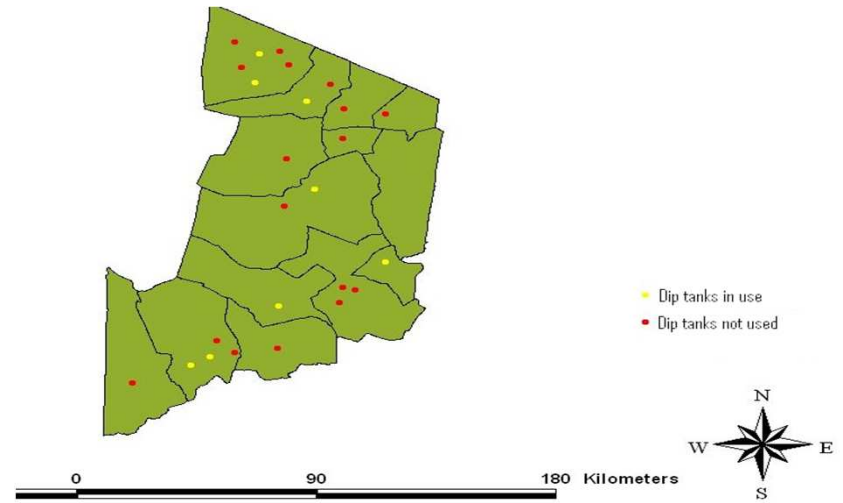 Dip tanks in use
Dip tanks not used
N
W E
S
0 90 180 Kilometers